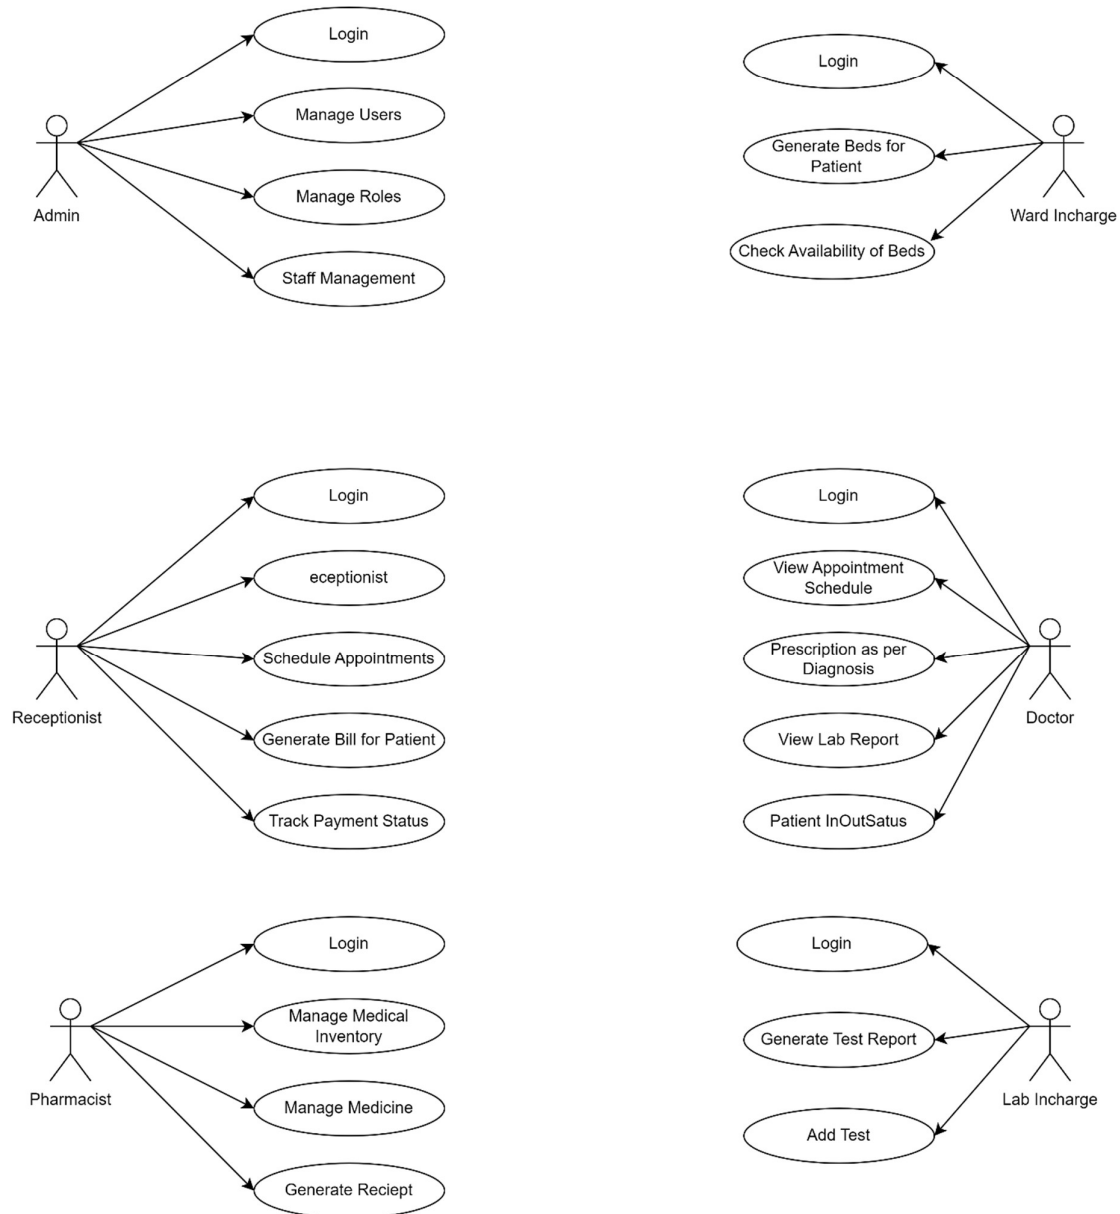 Login
Manage Users
Manage Roles
Staff Management
Admin
Login
Generate Beds for
Patient
Check Availability of Beds
Ward Incharge
Login
eceptionist
Schedule Appointments
Generate Bill for Patient
Track Payment Status
Receptionist
Login
View Appointment
Schedule
Prescription as per
Diagnosis
View Lab Report
Patient InOutSatus
Doctor
Login
Manage Medical
Inventory
Manage Medicine
Generate Reciept
Pharmacist
Login
Generate Test Report
Add Test
Lab Incharge